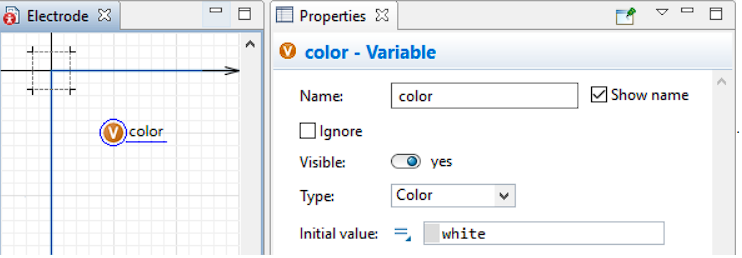 Electrode
color
Properties
color - Variable
Name: color Show name
Ignore
Visible: yes
Type: Color
Initial value: white